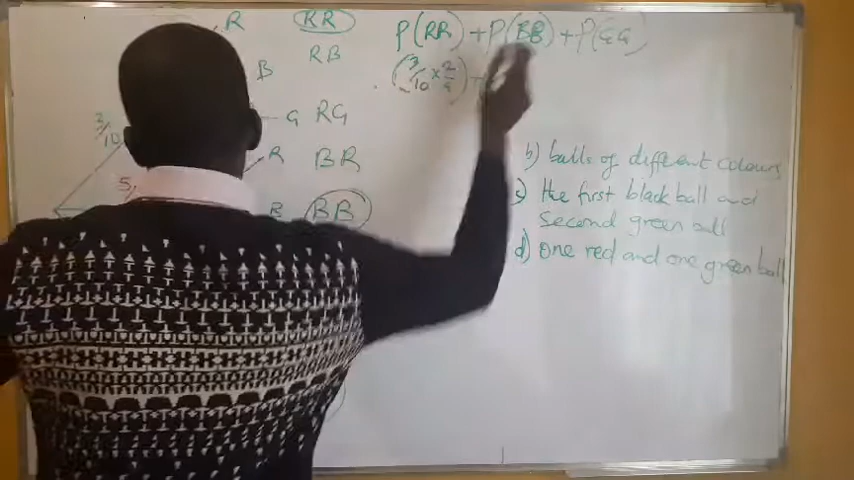 R RR P(RR) + P(BB) + P(GG)
RB (3/10 × 2/9) +
B
3/10 G RG
R BR
5/
B BB
b) balls of different colours
c) the first black ball and
second green ball
d) one red and one green ball